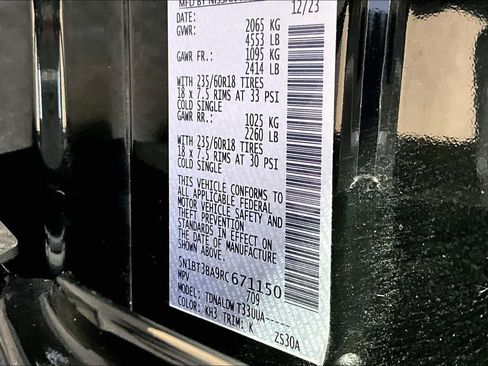 MFD BY NISSAN
DATE: 12/23
GVWR: 2065 KG
4553 LB
GAWR FR.: 1095 KG
2414 LB
WITH 235/60R18 TIRES
18 x 7.5 RIMS AT 33 PSI
COLD SINGLE
GAWR RR.: 1025 KG
2260 LB
WITH 235/60R18 TIRES
18 x 7.5 RIMS AT 30 PSI
COLD SINGLE
THIS VEHICLE CONFORMS TO
ALL APPLICABLE FEDERAL
MOTOR VEHICLE SAFETY AND
THEFT PREVENTION
STANDARDS IN EFFECT ON
THE DATE OF MANUFACTURE
SHOWN ABOVE.
5N1BT3BA9RC671150
MPV 709
MODEL: TDNALDW T33UUA-----
COLOR: KH3 TRIM: K
ZS30A